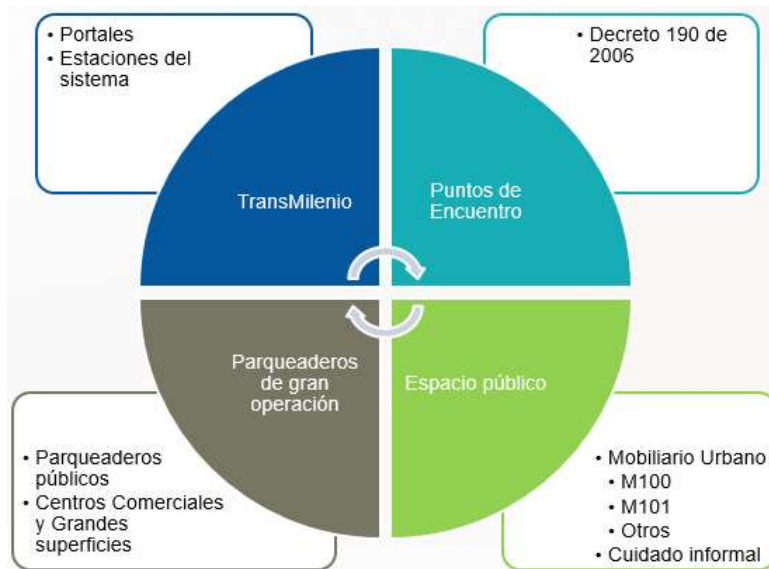 • Portales
• Estaciones del
sistema
• Decreto 190 de
2006
TransMilenio
Puntos de
Encuentro
Parqueaderos
de gran
operación
Espacio público
• Parqueaderos
públicos
• Centros Comerciales
y Grandes
superficies
• Mobiliario Urbano
• M100
• M101
• Otros
• Cuidado informal